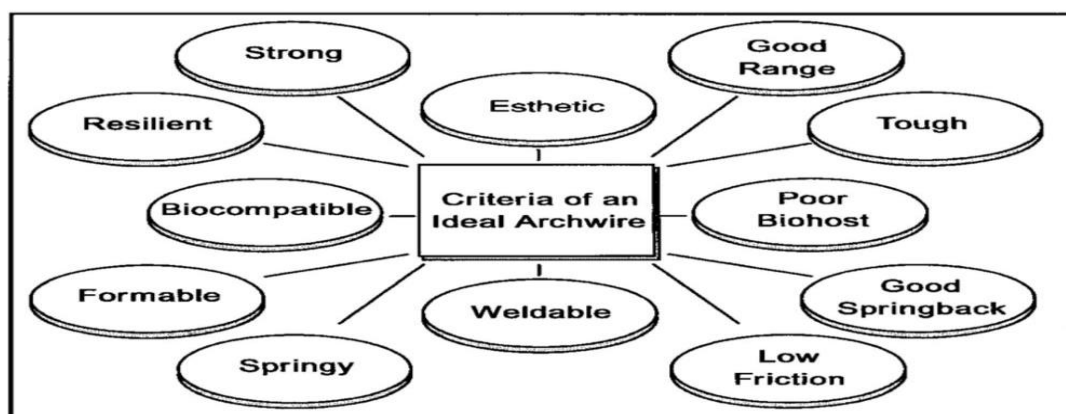 Strong
Good
Range
Esthetic
Resilient
Tough
Criteria of an
Ideal Archwire
Biocompatible
Poor
Biohost
Formable
Good
Springback
Weldable
Springy
Low
Friction